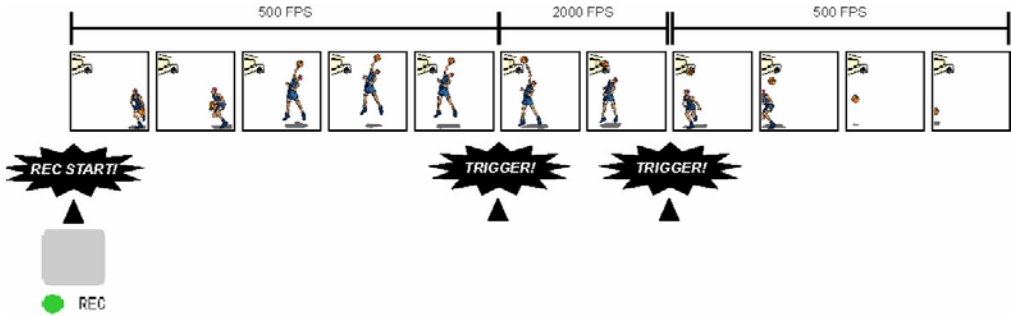 500 FPS
2000 FPS
500 FPS
REC START!
TRIGGER!
TRIGGER!
REC